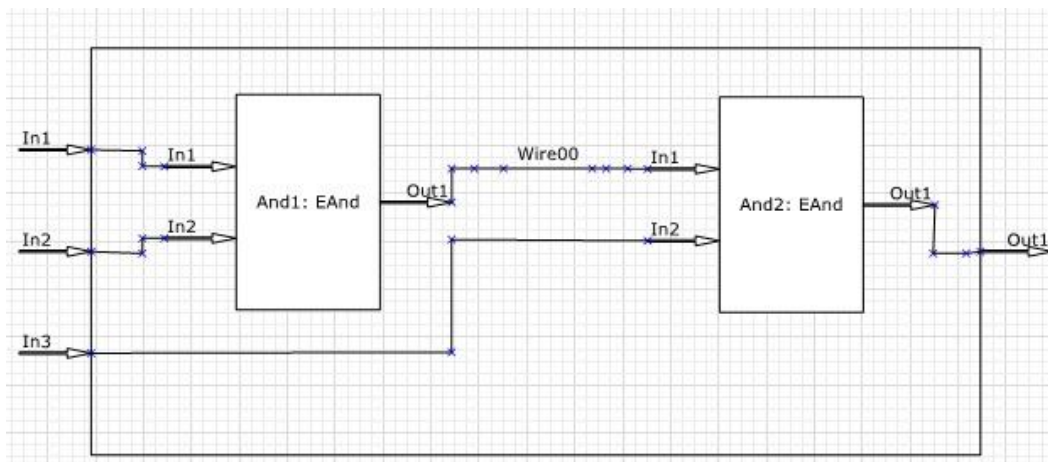 In1
In1
And1: EAnd
In2
In2
In3
Out1
Wire00
In1
In2
And2: EAnd
Out1
Out1